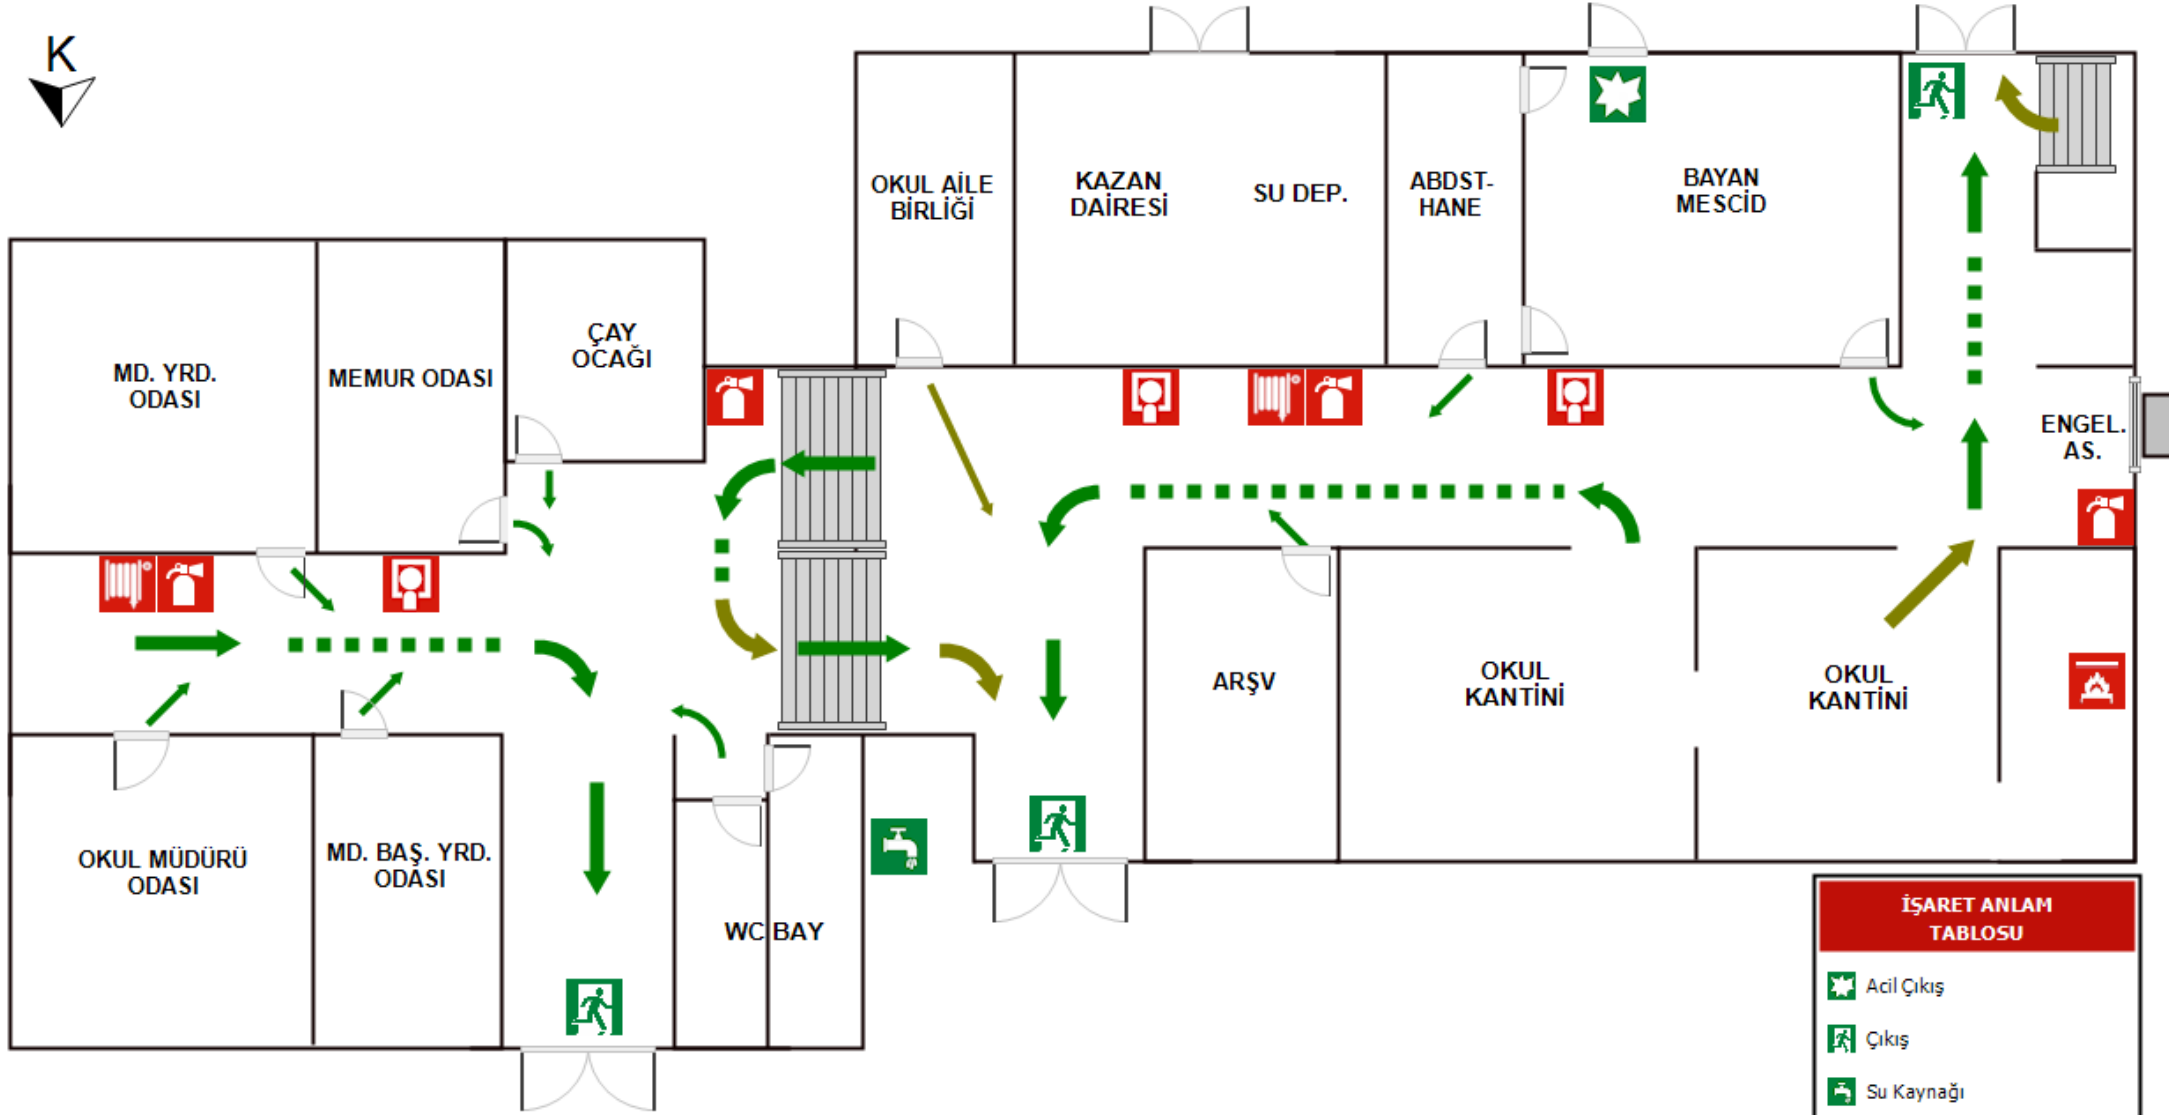 K
OKUL AİLE
BİRLİĞİ
KAZAN
DAİRESİ
SU DEP.
ABDST-
HANE
BAYAN
MESCİD
MD. YRD.
ODASI
MEMUR ODASI
ÇAY
OCAĞI
ENGEL.
AS.
ARŞV
OKUL
KANTİNİ
OKUL
KANTİNİ
OKUL MÜDÜRÜ
ODASI
MD. BAŞ. YRD.
ODASI
WC BAY
İŞARET ANLAM
TABLOSU
Acil Çıkış
Çıkış
Su Kaynağı